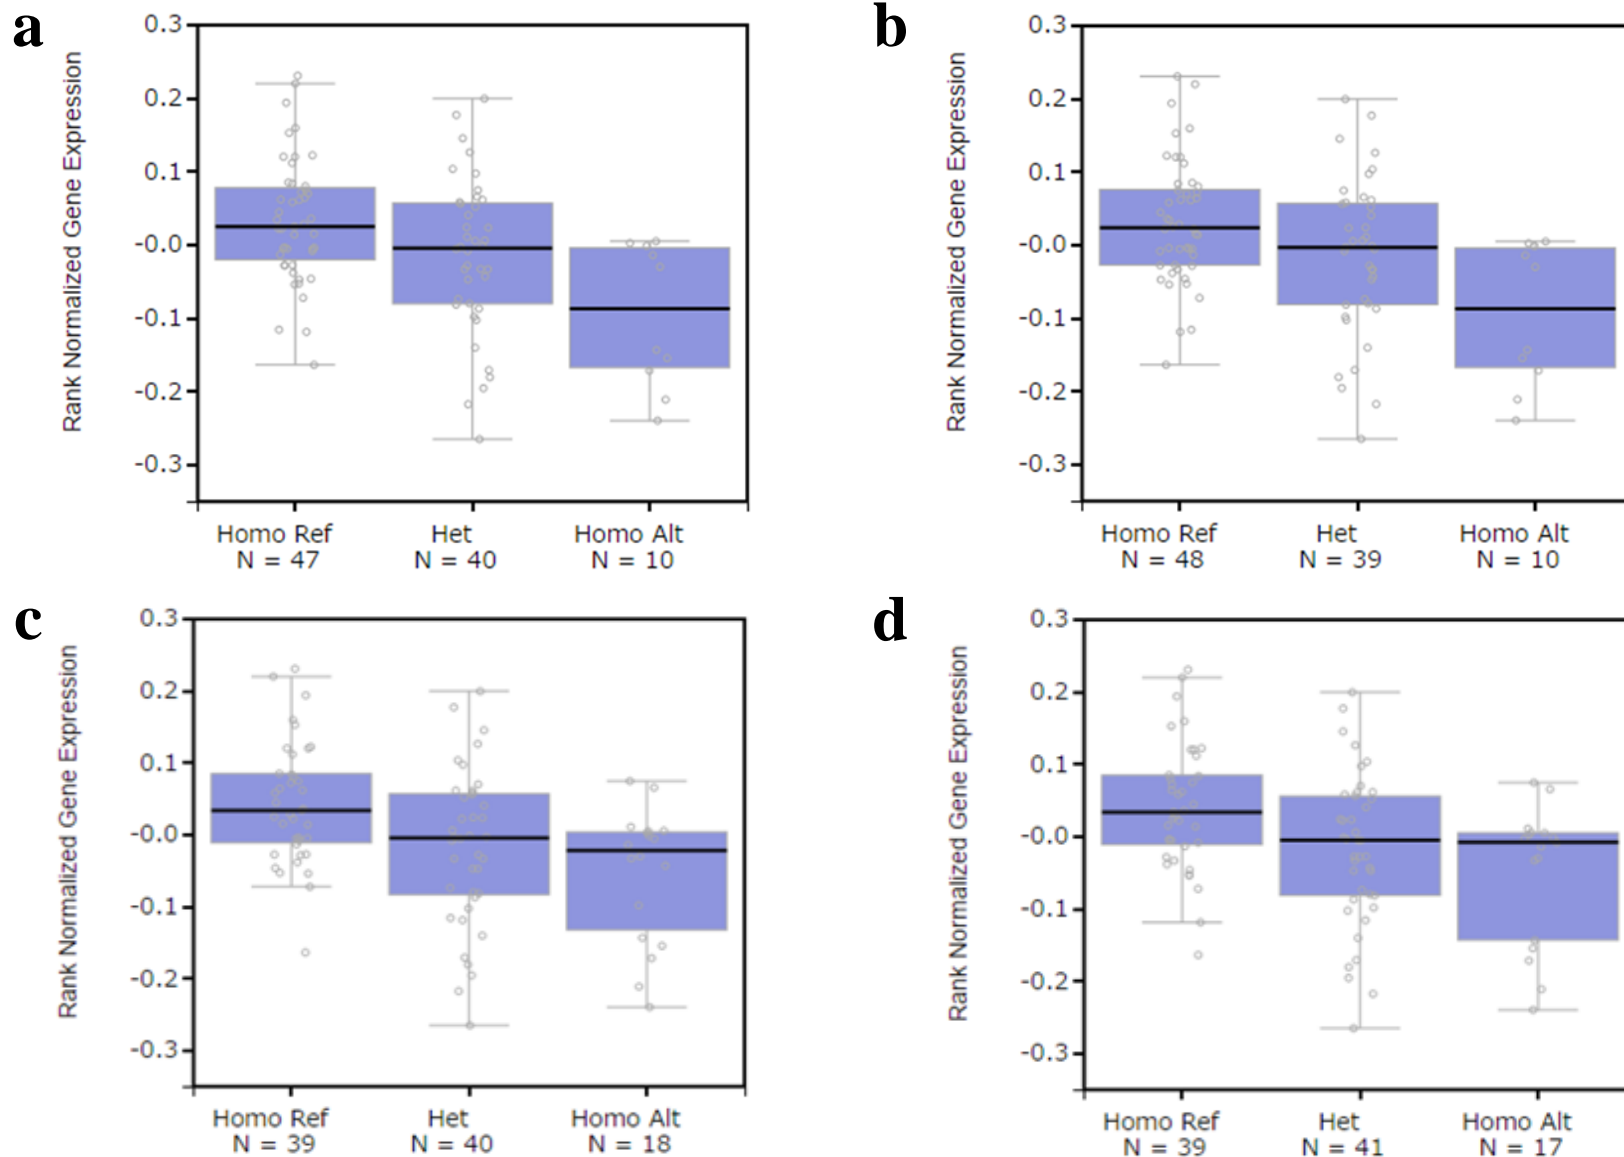 a
Rank Normalized Gene Expression
0.3
0.2
0.1
-0.0
-0.1
-0.2
-0.3
Homo Ref Het Homo Alt
N = 47 N = 40 N = 10
b
Rank Normalized Gene Expression
0.3
0.2
0.1
-0.0
-0.1
-0.2
-0.3
Homo Ref Het Homo Alt
N = 48 N = 39 N = 10
c
Rank Normalized Gene Expression
0.3
0.2
0.1
-0.0
-0.1
-0.2
-0.3
Homo Ref Het Homo Alt
N = 39 N = 40 N = 18
d
Rank Normalized Gene Expression
0.3
0.2
0.1
-0.0
-0.1
-0.2
-0.3
Homo Ref Het Homo Alt
N = 39 N = 41 N = 17